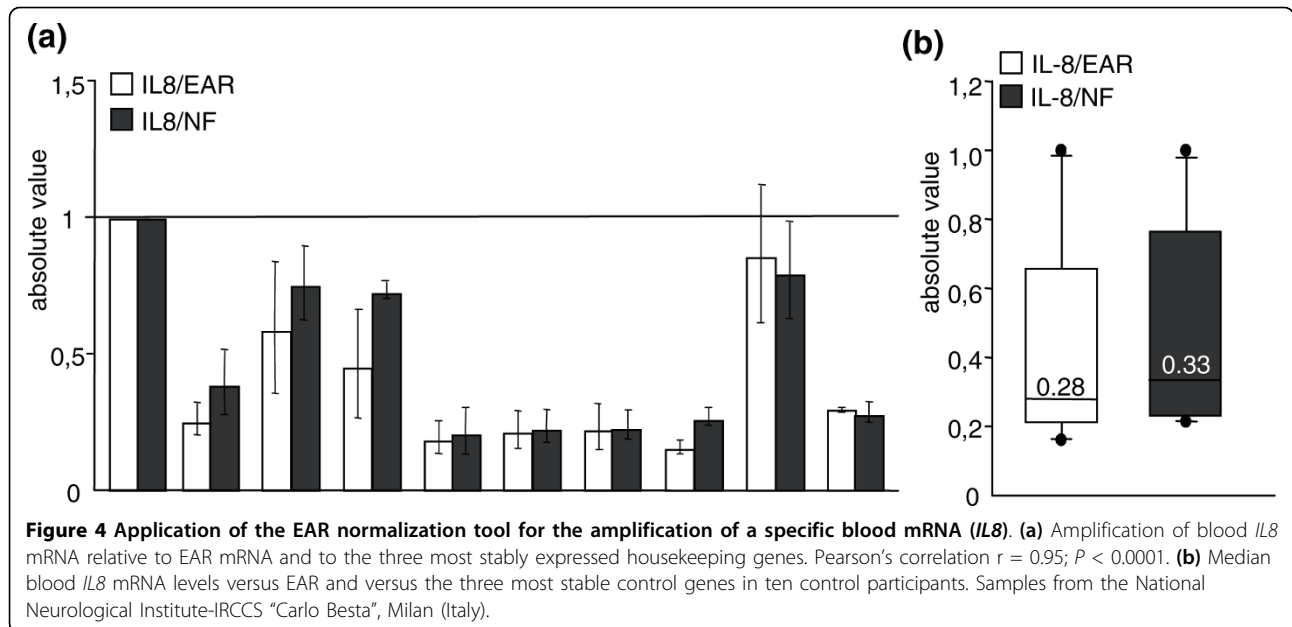 (a)
1,5
IL8/EAR
IL8/NF
absolute value
1
0,5
0
(b)
IL-8/EAR
IL-8/NF
1,2
1,0
0,8
0,6
0,4
0,2
0
absolute value
0.28
0.33
Figure 4 Application of the EAR normalization tool for the amplification of a specific blood mRNA (IL8). (a) Amplification of blood IL8
mRNA relative to EAR mRNA and to the three most stably expressed housekeeping genes. Pearson's correlation r = 0.95; P < 0.0001. (b) Median
blood IL8 mRNA levels versus EAR and versus the three most stable control genes in ten control participants. Samples from the National
Neurological Institute-IRCCS “Carlo Besta”, Milan (Italy).